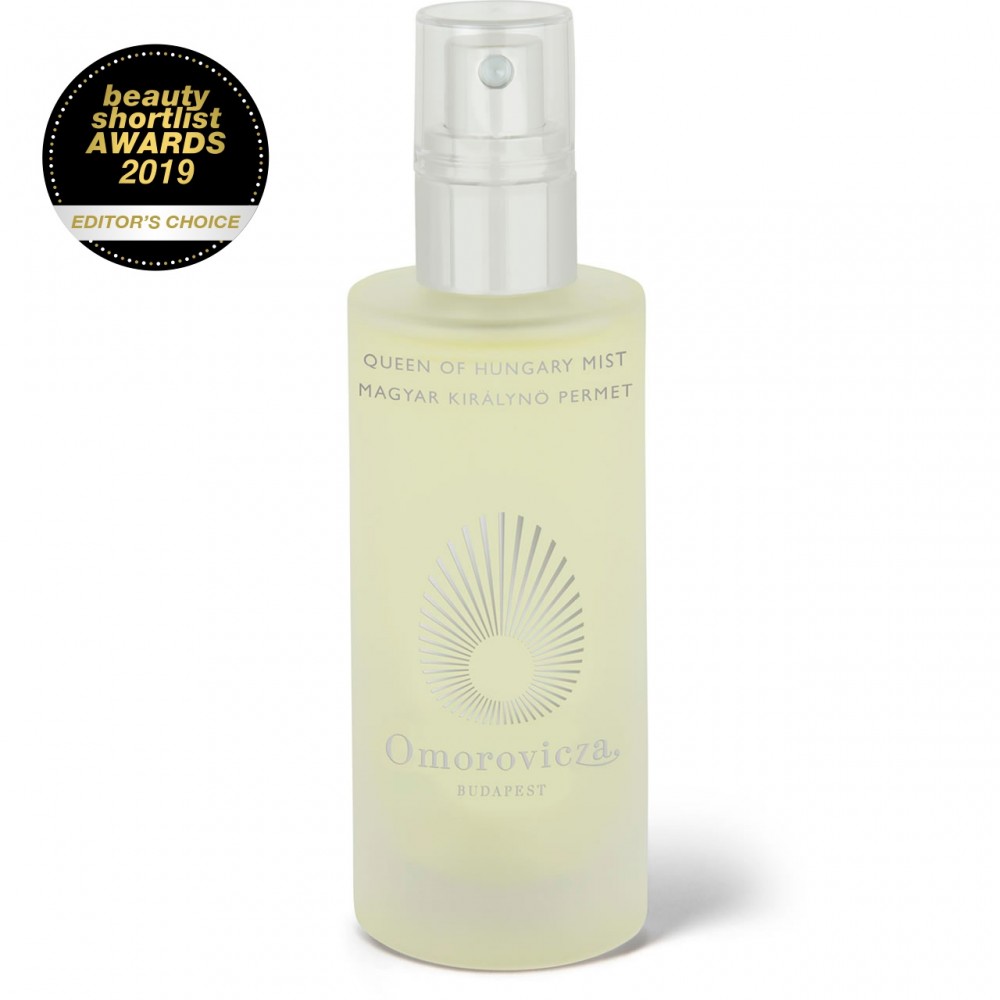 beauty
shortlist
AWARDS
2019
EDITOR'S CHOICE
QUEEN OF HUNGARY MIST
MAGYAR KIRÁLYNÖ PERMET
Omorovicza®
BUDAPEST